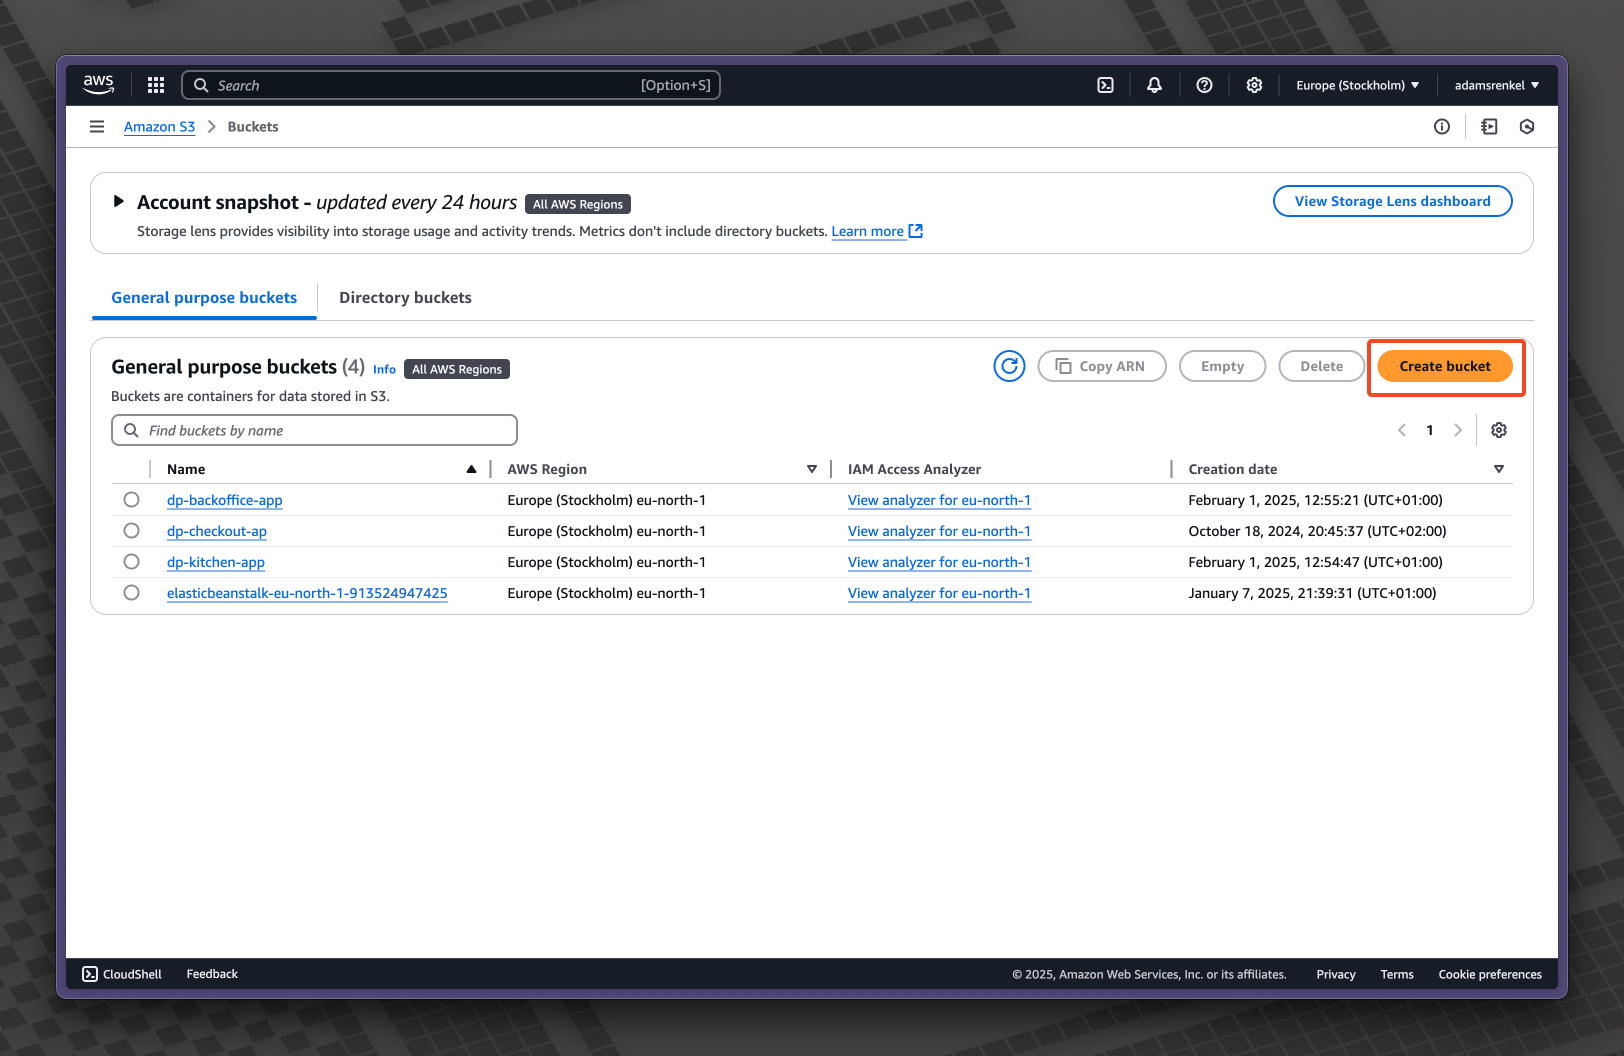 aws
Search [Option+S]
Europe (Stockholm)
adamsrenkel
Amazon S3 > Buckets
Account snapshot - updated every 24 hours All AWS Regions
View Storage Lens dashboard
Storage lens provides visibility into storage usage and activity trends. Metrics don't include directory buckets. Learn more
General purpose buckets
Directory buckets
General purpose buckets (4) Info All AWS Regions
Copy ARN
Empty
Delete
Create bucket
Buckets are containers for data stored in S3.
Find buckets by name
1
Name AWS Region IAM Access Analyzer Creation date
dp-backoffice-app Europe (Stockholm) eu-north-1 View analyzer for eu-north-1 February 1, 2025, 12:55:21 (UTC+01:00)
dp-checkout-ap Europe (Stockholm) eu-north-1 View analyzer for eu-north-1 October 18, 2024, 20:45:37 (UTC+02:00)
dp-kitchen-app Europe (Stockholm) eu-north-1 View analyzer for eu-north-1 February 1, 2025, 12:54:47 (UTC+01:00)
elasticbeanstalk-eu-north-1-913524947425 Europe (Stockholm) eu-north-1 View analyzer for eu-north-1 January 7, 2025, 21:39:31 (UTC+01:00)
CloudShell Feedback © 2025, Amazon Web Services, Inc. or its affiliates. Privacy Terms Cookie preferences